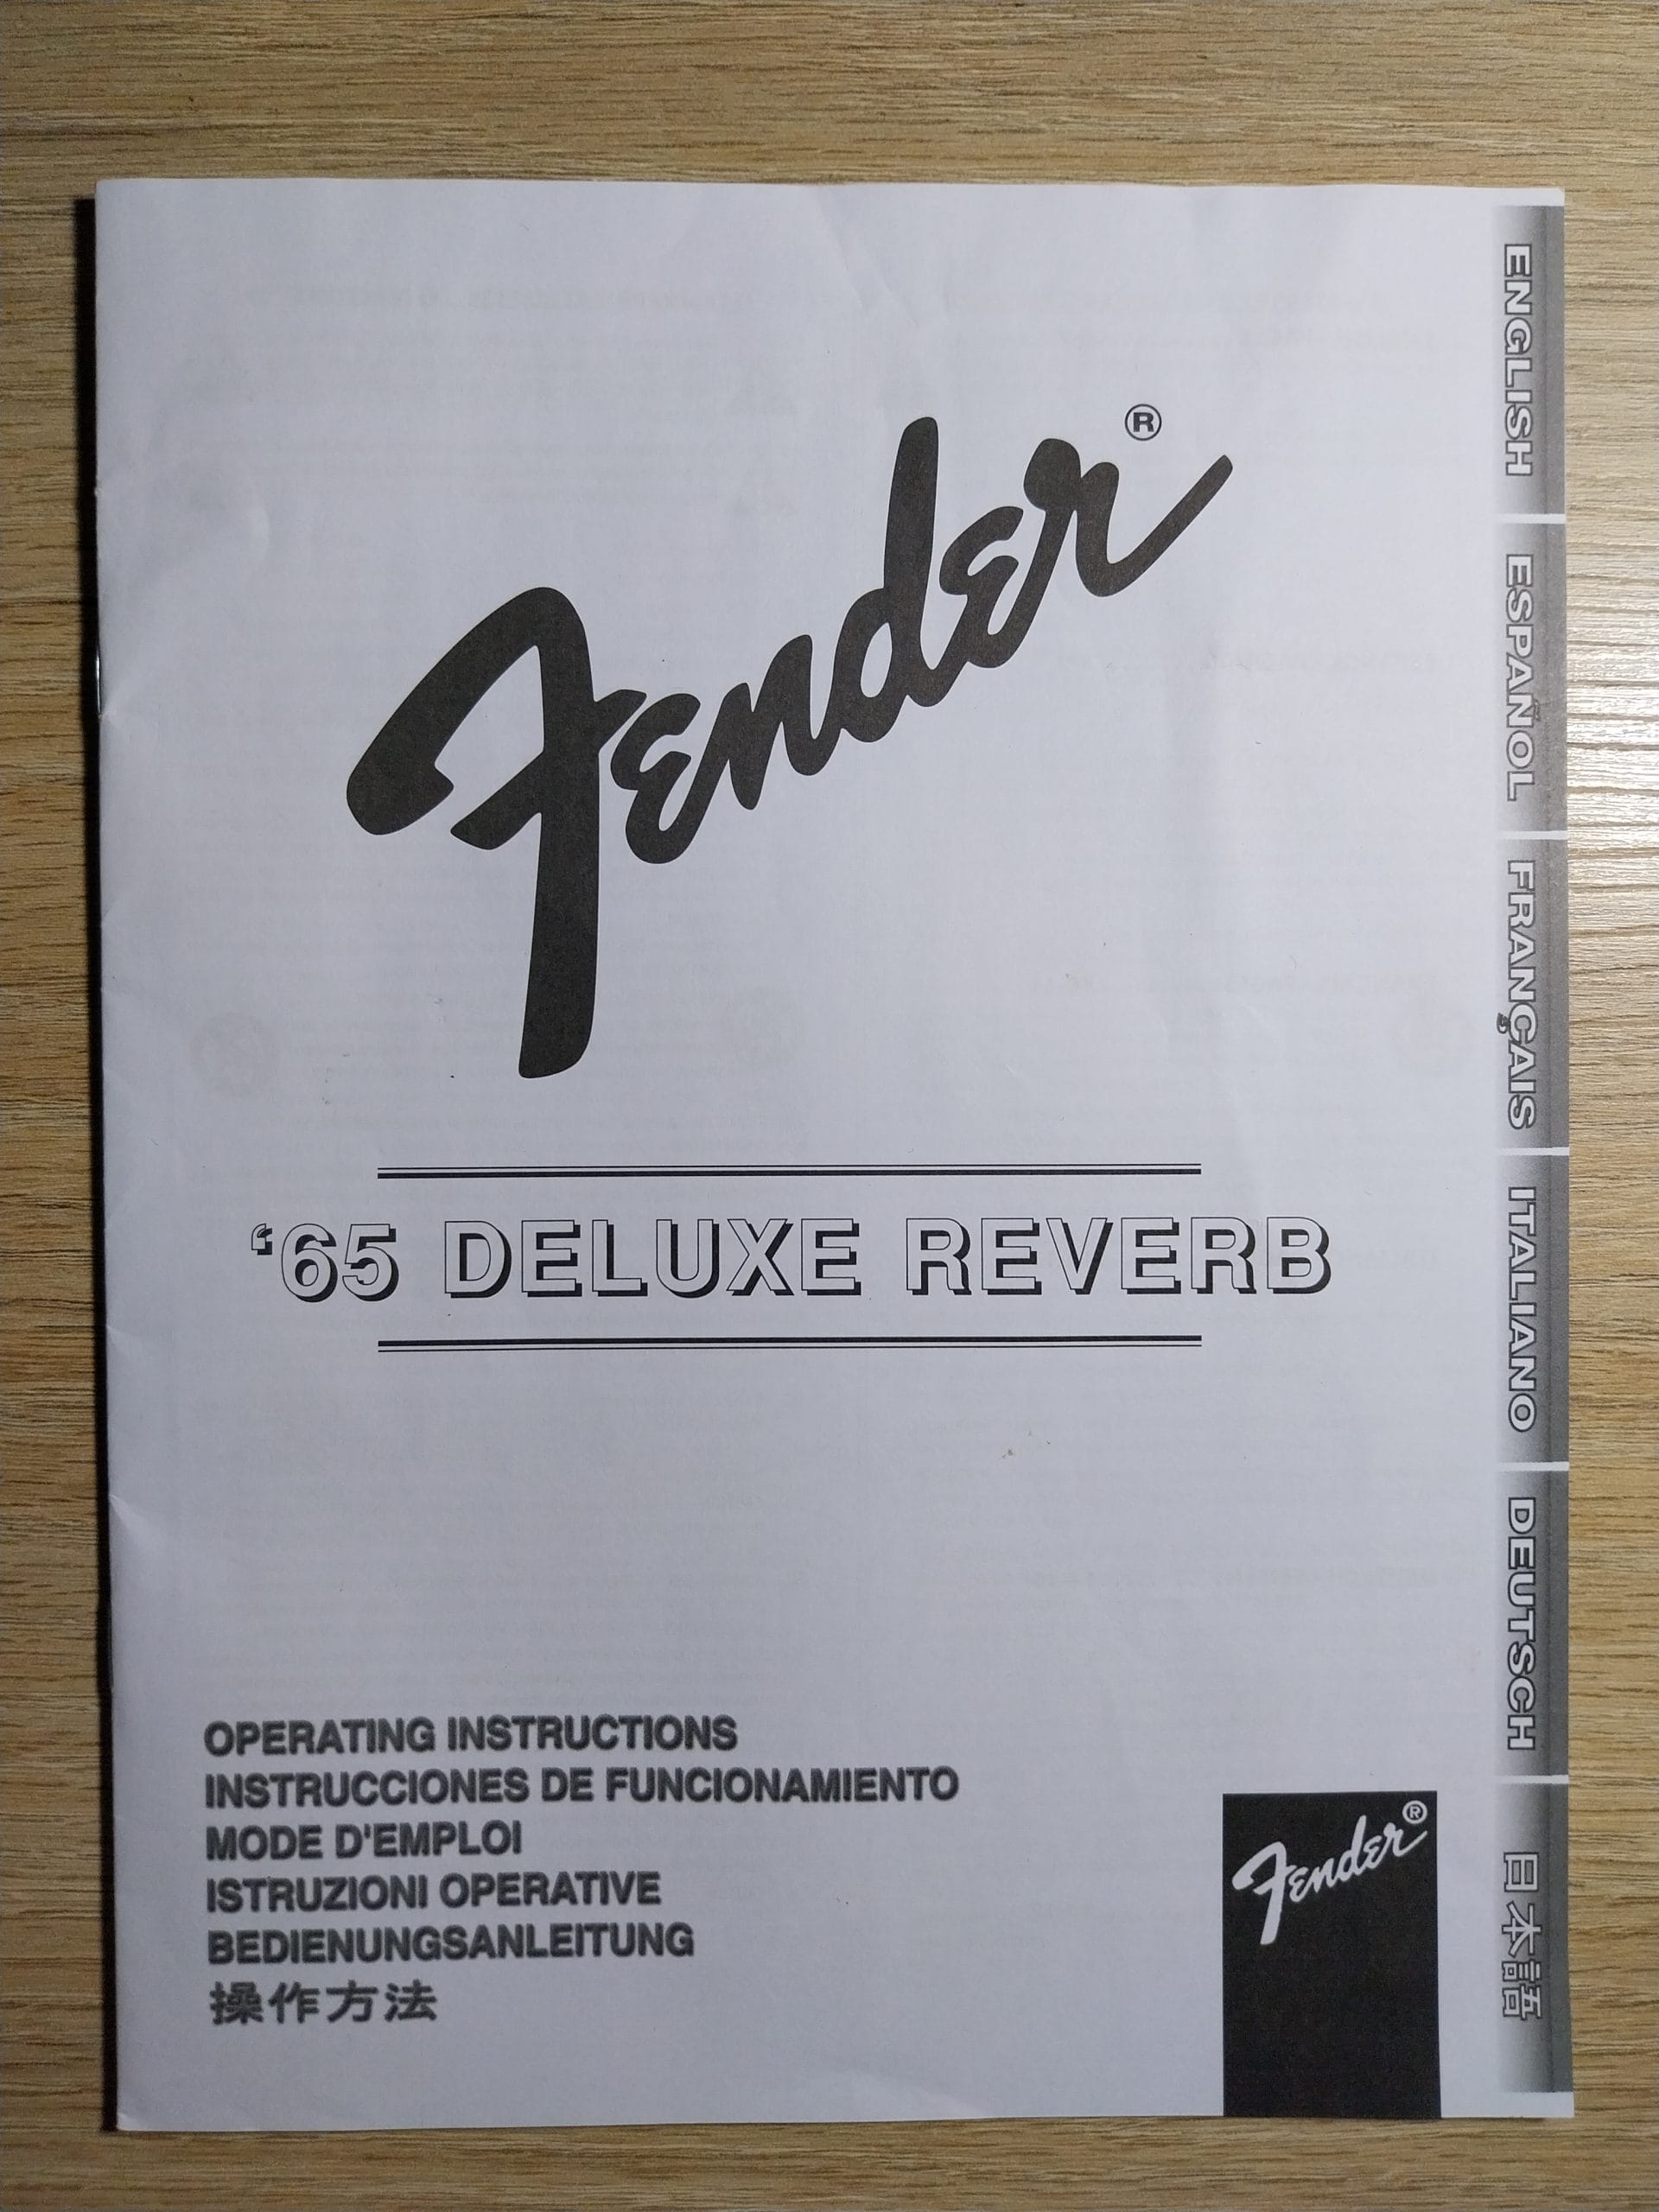 Fender®
‘65 DELUXE REVERB
OPERATING INSTRUCTIONS
INSTRUCCIONES DE FUNCIONAMIENTO
MODE D'EMPLOI
ISTRUZIONI OPERATIVE
BEDIENUNGSANLEITUNG
操作方法
Fender®
ENGLISH
ESPAÑOL
FRANÇAIS
ITALIANO
DEUTSCH
日本語